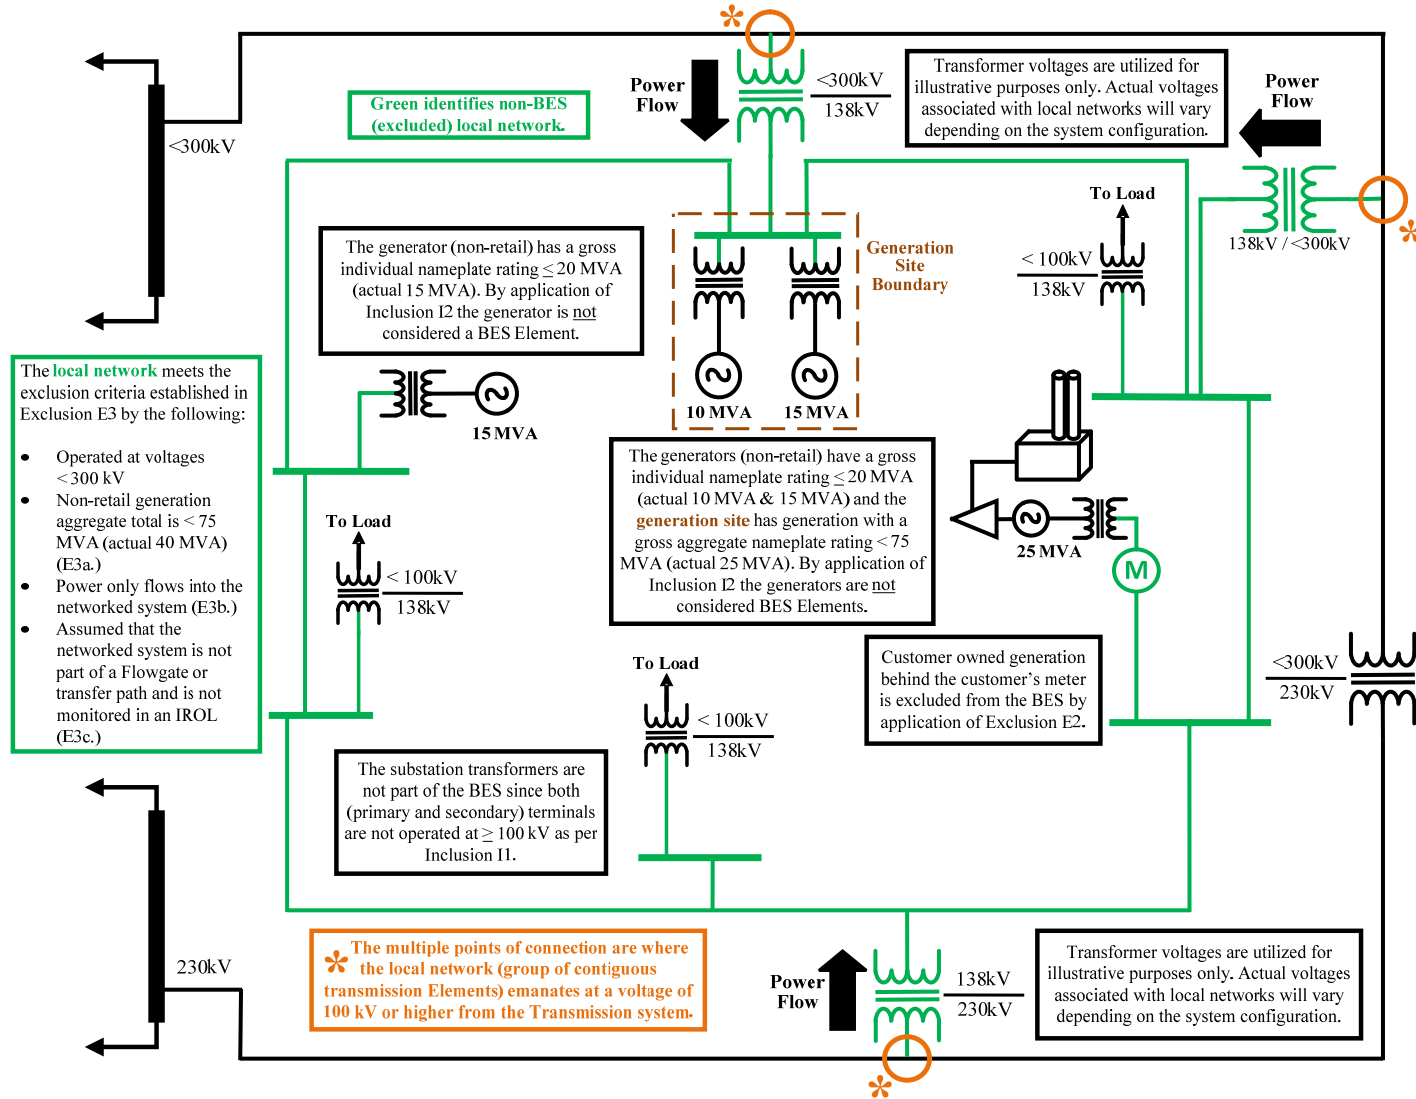 Power
Flow
<300kV
138kV
Transformer voltages are utilized for
illustrative purposes only. Actual voltages
associated with local networks will vary
depending on the system configuration.
Power
Flow
Green identifies non-BES
(excluded) local network.
<300kV
To Load
138kV / <300kV
The generator (non-retail) has a gross
individual nameplate rating ≤ 20 MVA
(actual 15 MVA). By application of
Inclusion I2 the generator is not
considered a BES Element.
Generation
Site
Boundary
< 100kV
138kV
The local network meets the
exclusion criteria established in
Exclusion E3 by the following:
• Operated at voltages
< 300 kV
• Non-retail generation
aggregate total is < 75
MVA (actual 40 MVA)
(E3a.)
• Power only flows into the
networked system (E3b.)
• Assumed that the
networked system is not
part of a Flowgate or
transfer path and is not
monitored in an IROL
(E3c.)
15 MVA
10 MVA
15 MVA
The generators (non-retail) have a gross
individual nameplate rating ≤ 20 MVA
(actual 10 MVA & 15 MVA) and the
generation site has generation with a
gross aggregate nameplate rating < 75
MVA (actual 25 MVA). By application of
Inclusion I2 the generators are not
considered BES Elements.
To Load
< 100kV
138kV
25 MVA
M
Customer owned generation
behind the customer's meter
is excluded from the BES by
application of Exclusion E2.
<300kV
230kV
To Load
< 100kV
138kV
The substation transformers are
not part of the BES since both
(primary and secondary) terminals
are not operated at ≥ 100 kV as per
Inclusion I1.
230kV
* The multiple points of connection are where
the local network (group of contiguous
transmission Elements) emanates at a voltage of
100 kV or higher from the Transmission system.
Power
Flow
138kV
230kV
Transformer voltages are utilized for
illustrative purposes only. Actual voltages
associated with local networks will vary
depending on the system configuration.